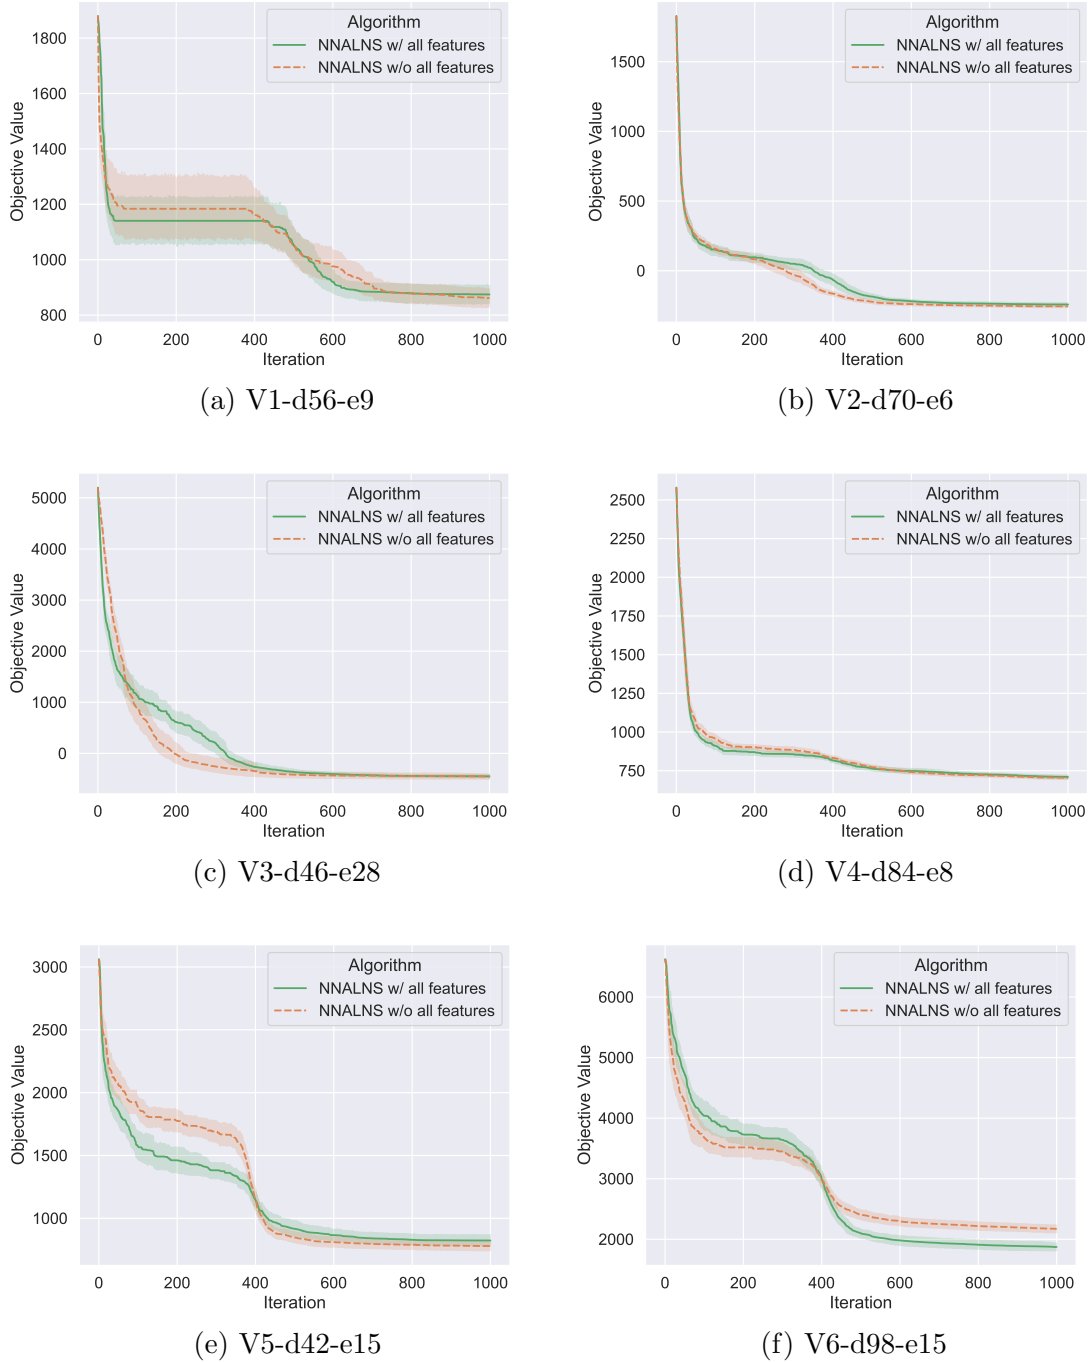 Algorithm
NNALNS w/ all features
NNALNS w/o all features
Objective Value
1800
1600
1400
1200
1000
800
0 200 400 600 800 1000
Iteration
(a) V1-d56-e9
Algorithm
NNALNS w/ all features
NNALNS w/o all features
Objective Value
1500
1000
500
0
0 200 400 600 800 1000
Iteration
(b) V2-d70-e6
Algorithm
NNALNS w/ all features
NNALNS w/o all features
Objective Value
5000
4000
3000
2000
1000
0
0 200 400 600 800 1000
Iteration
(c) V3-d46-e28
Algorithm
NNALNS w/ all features
NNALNS w/o all features
Objective Value
2500
2250
2000
1750
1500
1250
1000
750
0 200 400 600 800 1000
Iteration
(d) V4-d84-e8
Algorithm
NNALNS w/ all features
NNALNS w/o all features
Objective Value
3000
2500
2000
1500
1000
0 200 400 600 800 1000
Iteration
(e) V5-d42-e15
Algorithm
NNALNS w/ all features
NNALNS w/o all features
Objective Value
6000
5000
4000
3000
2000
0 200 400 600 800 1000
Iteration
(f) V6-d98-e15